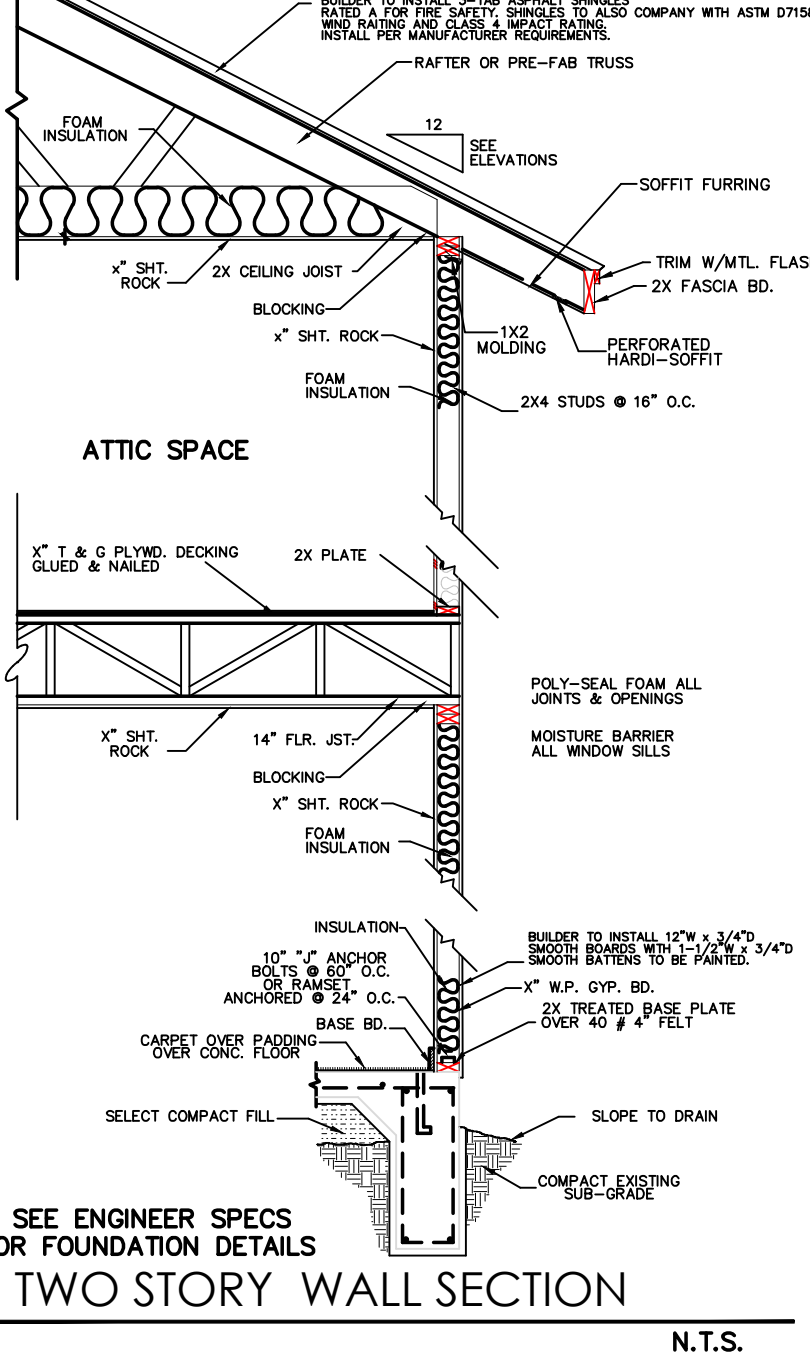 BUILDER TO INSTALL 3-TAB ASPHALT SHINGLES
RATED A FOR FIRE SAFETY. SHINGLES TO ALSO COMPANY WITH ASTM D7158
WIND RAITING AND CLASS 4 IMPACT RATING.
INSTALL PER MANUFACTURER REQUIREMENTS.
RAFTER OR PRE-FAB TRUSS
FOAM
INSULATION
12
SEE
ELEVATIONS
SOFFIT FURRING
x" SHT.
ROCK
2X CEILING JOIST
TRIM W/MTL. FLAS
2X FASCIA BD.
BLOCKING
x" SHT. ROCK
1X2
MOLDING
PERFORATED
HARDI-SOFFIT
FOAM
INSULATION
2X4 STUDS @ 16" O.C.
ATTIC SPACE
X" T & G PLYWD. DECKING
GLUED & NAILED
2X PLATE
POLY-SEAL FOAM ALL
JOINTS & OPENINGS
MOISTURE BARRIER
ALL WINDOW SILLS
X" SHT.
ROCK
14" FLR. JST.
BLOCKING
X" SHT. ROCK
FOAM
INSULATION
INSULATION
BUILDER TO INSTALL 12"W x 3/4"D
SMOOTH BOARDS WITH 1-1/2"W x 3/4"D
SMOOTH BATTENS TO BE PAINTED.
10" "J" ANCHOR
BOLTS @ 60" O.C.
OR RAMSET
ANCHORED @ 24" O.C.
X" W.P. GYP. BD.
2X TREATED BASE PLATE
OVER 40 # 4" FELT
BASE BD.
CARPET OVER PADDING
OVER CONC. FLOOR
SELECT COMPACT FILL
SLOPE TO DRAIN
COMPACT EXISTING
SUB-GRADE
SEE ENGINEER SPECS
OR FOUNDATION DETAILS
TWO STORY WALL SECTION
N.T.S.